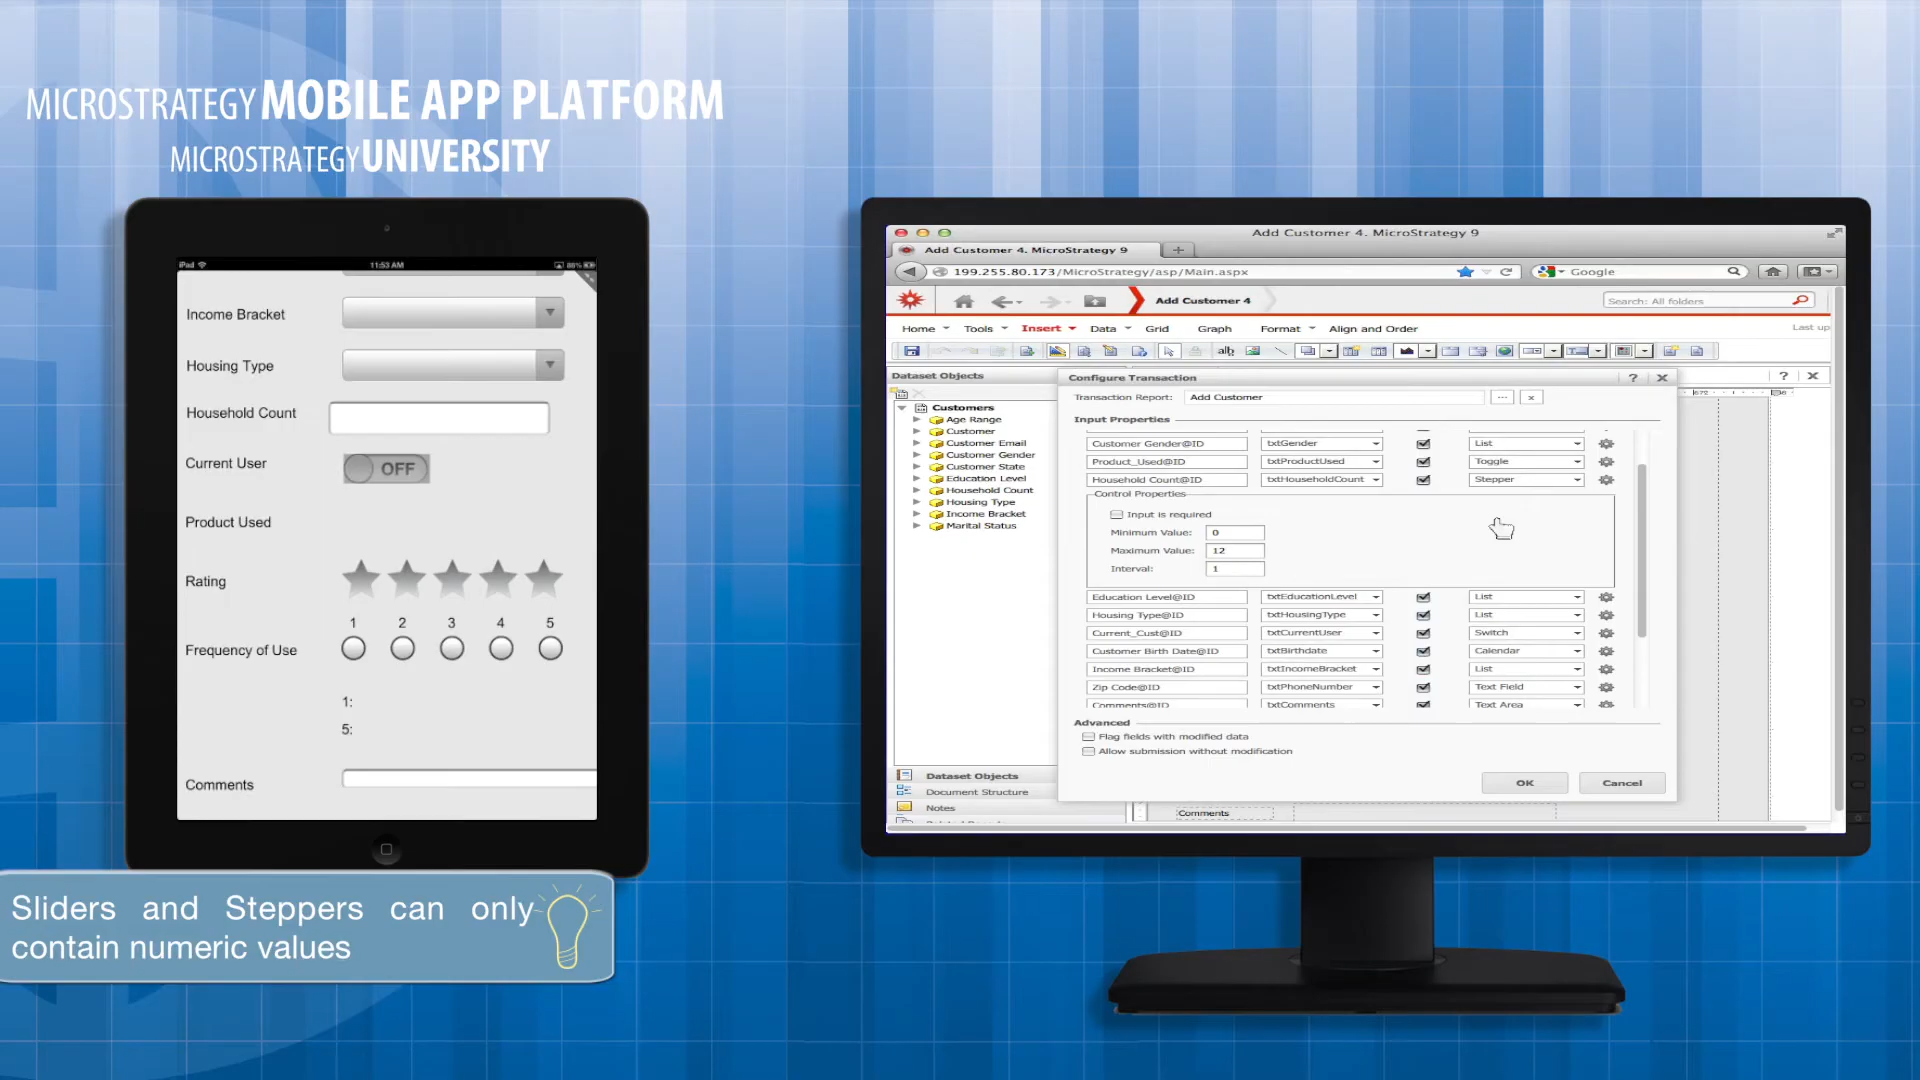 MICROSTRATEGY MOBILE APP PLATFORM
MICROSTRATEGY UNIVERSITY
iPad
11:53 AM
86%
Income Bracket
Housing Type
Household Count
Current User
OFF
Product Used
Rating
1 2 3 4 5
Frequency of Use
1:
5:
Comments
Sliders and Steppers can only
contain numeric values
Add Customer 4. MicroStrategy 9
Add Customer 4. MicroStrategy 9
199.255.80.173/MicroStrategy/asp/Main.aspx
Google
Add Customer 4
Search: All folders
Home Tools Insert Data Grid Graph Format Align and Order
Last up
Dataset Objects
Customers
Age Range
Customer
Customer Email
Customer Gender
Customer State
Education Level
Household Count
Housing Type
Income Bracket
Marital Status
Dataset Objects
Document Structure
Notes
Configure Transaction
Transaction Report: Add Customer
Input Properties
Customer Gender@ID txtGender List
Product_Used@ID txtProductUsed Toggle
Household Count@ID txtHouseholdCount Stepper
Control Properties
Input is required
Minimum Value: 0
Maximum Value: 12
Interval: 1
Education Level@ID txtEducationLevel List
Housing Type@ID txtHousingType List
Current_Cust@ID txtCurrentUser Switch
Customer Birth Date@ID txtBirthdate Calendar
Income Bracket@ID txtIncomeBracket List
Zip Code@ID txtPhoneNumber Text Field
Comments@ID txtComments Text Area
Advanced
Flag fields with modified data
Allow submission without modification
OK Cancel
Comments